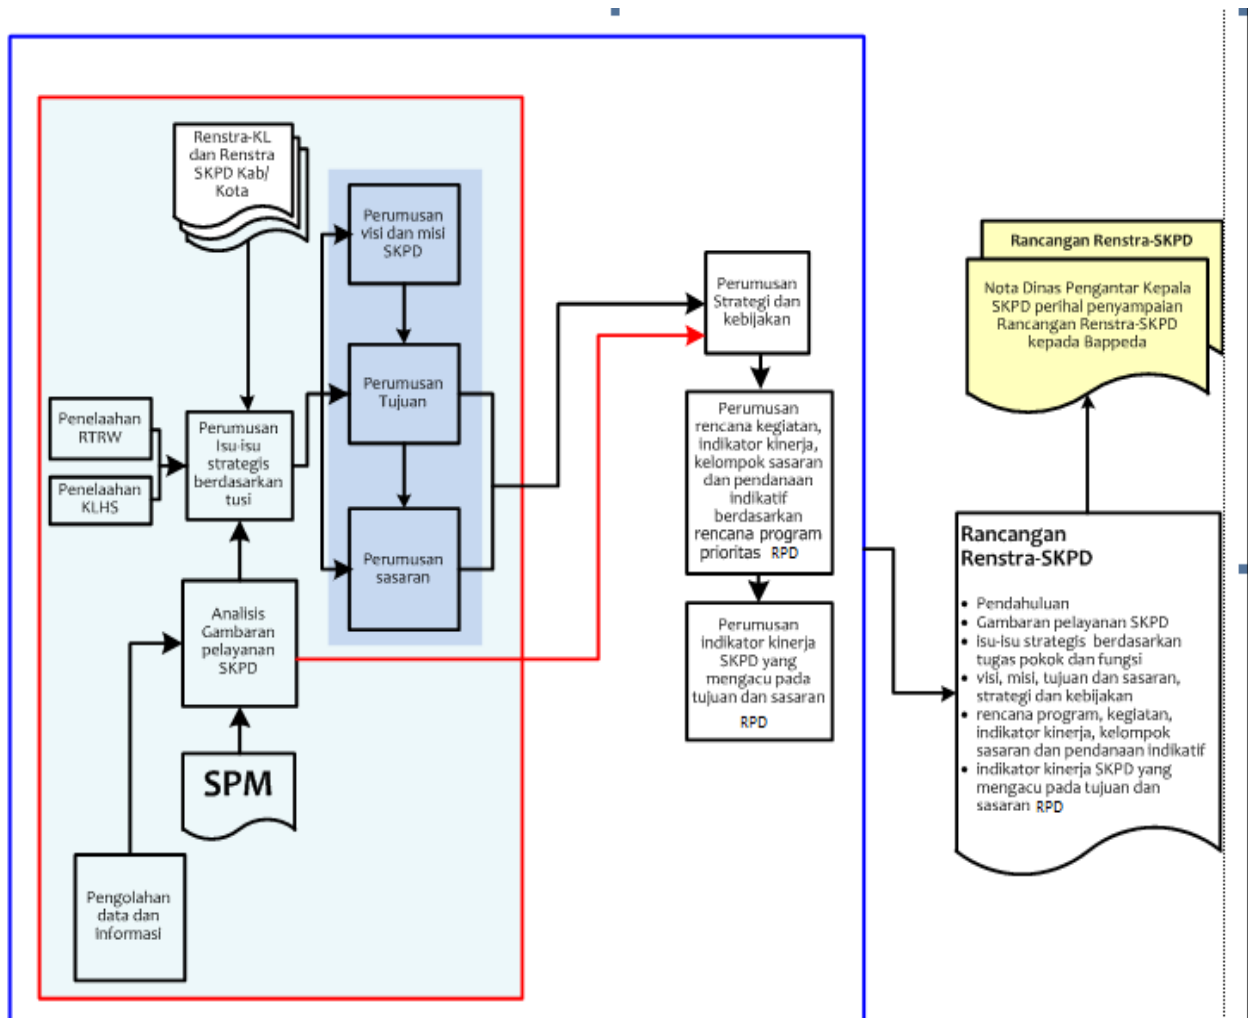 Renstra-KL
dan Renstra
SKPD Kab/
Kota
Perumusan
visi dan misi
SKPD
Perumusan
Tujuan
Perumusan
sasaran
Penelaahan
RTRW
Penelaahan
KLHS
Perumusan
Isu-isu
strategis
berdasarkan
tusi
Analisis
Gambaran
pelayanan
SKPD
SPM
Pengolahan
data dan
informasi
Perumusan
Strategi dan
kebijakan
Perumusan
rencana kegiatan,
indikator kinerja,
kelompok sasaran
dan pendanaan
indikatif
berdasarkan
rencana program
prioritas RPD
Perumusan
indikator kinerja
SKPD yang
mengacu pada
tujuan dan sasaran
RPD
Rancangan Renstra-SKPD
Nota Dinas Pengantar Kepala
SKPD perihal penyampaian
Rancangan Renstra-SKPD
kepada Bappeda
Rancangan
Renstra-SKPD
• Pendahuluan
• Gambaran pelayanan SKPD
• isu-isu strategis berdasarkan
tugas pokok dan fungsi
• visi, misi, tujuan dan sasaran,
strategi dan kebijakan
• rencana program, kegiatan,
indikator kinerja, kelompok
sasaran dan pendanaan indikatif
• indikator kinerja SKPD yang
mengacu pada tujuan dan
sasaran RPD